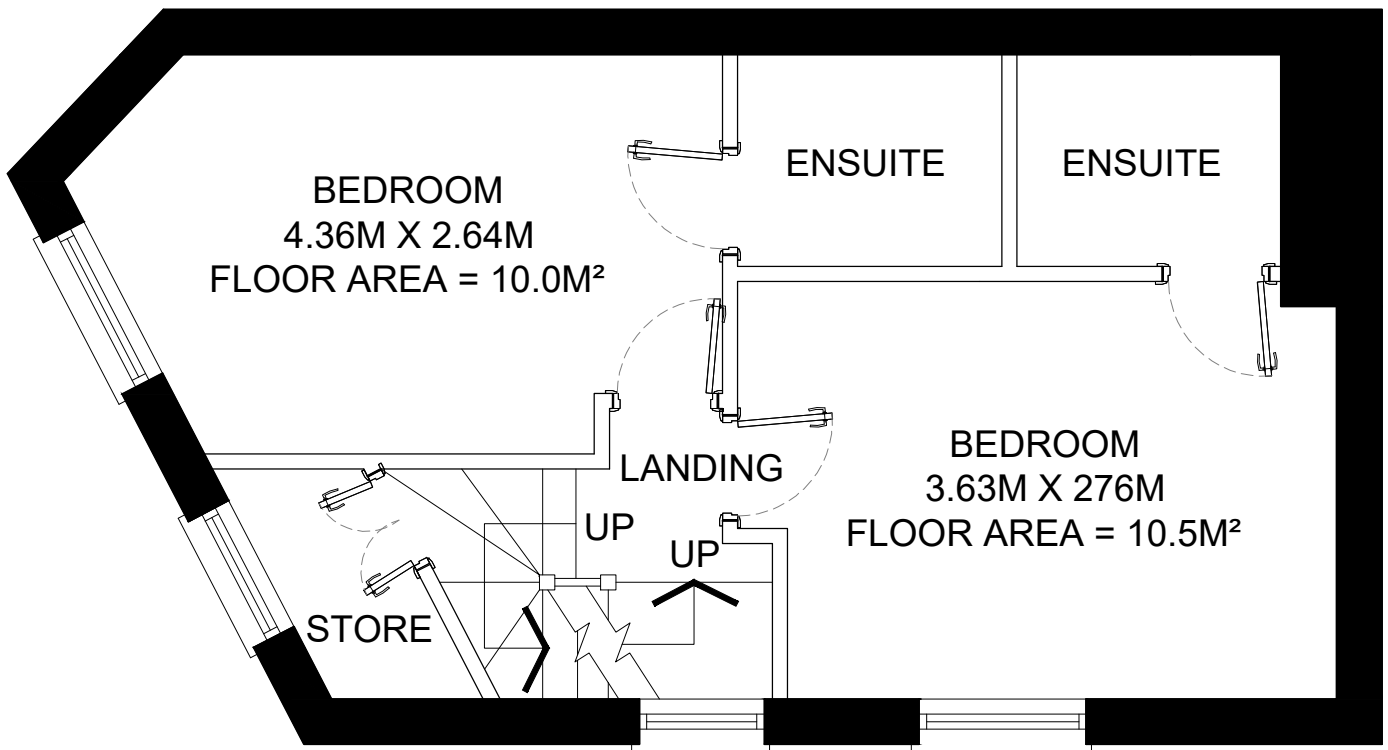 BEDROOM
4.36M X 2.64M
FLOOR AREA = 10.0M²
ENSUITE
ENSUITE
LANDING
UP
UP
BEDROOM
3.63M X 276M
FLOOR AREA = 10.5M²
STORE